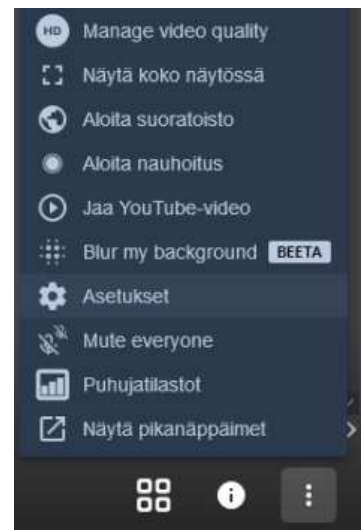 HD Manage video quality
Näytä koko näytössä
Aloita suoratoisto
Aloita nauhoitus
Jaa YouTube-video
Blur my background BEETA
Asetukset
Mute everyone
Puhujatilastot
Näytä pikanäppäimet